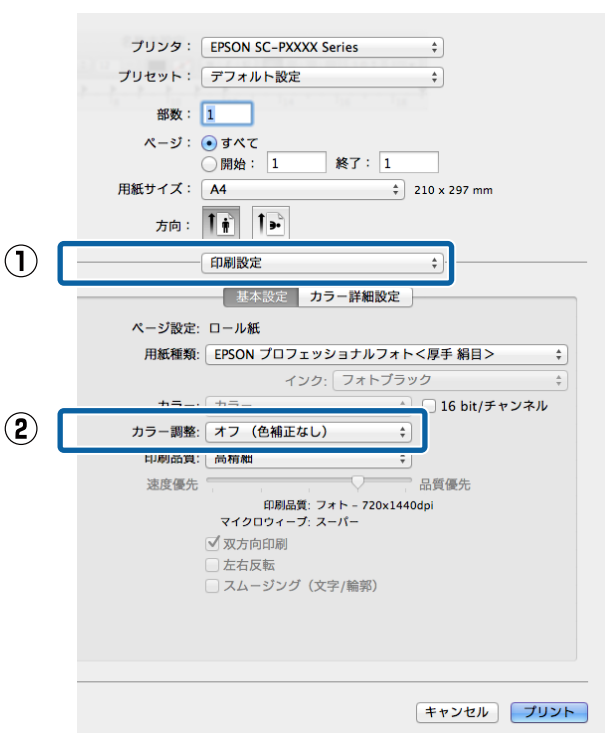 プリンタ： EPSON SC-PXXXX Series
プリセット： デフォルト設定
部数： 1
ページ： すべて
開始： 1 終了： 1
用紙サイズ： A4 210 x 297 mm
方向：
① 印刷設定
基本設定 カラー詳細設定
ページ設定: ロール紙
用紙種類: EPSON プロフェッショナルフォト＜厚手 絹目＞
インク: フォトブラック
カラー: カラー 16 bit/チャンネル
② カラー調整: オフ （色補正なし）
印刷品質: 高精細
速度優先 品質優先
印刷品質: フォト - 720x1440dpi
マイクロウィーブ: スーパー
双方向印刷
左右反転
スムージング（文字/輪郭）
キャンセル プリント